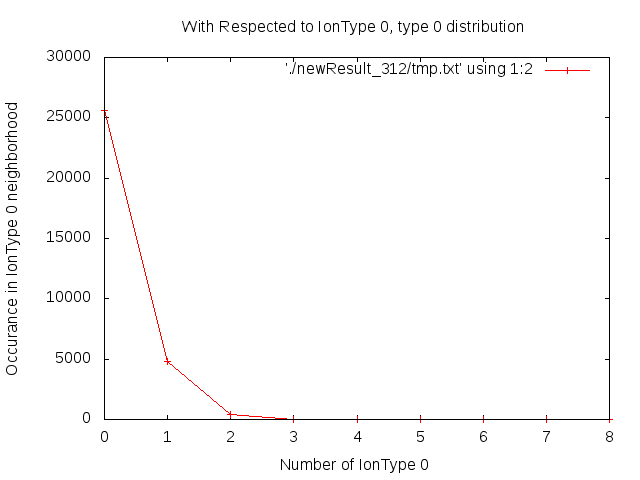 With Respected to IonType 0, type 0 distribution
'./newResult_312/tmp.txt' using 1:2
Occurance in IonType 0 neighborhood
30000
25000
20000
15000
10000
5000
0
0 1 2 3 4 5 6 7 8
Number of IonType 0